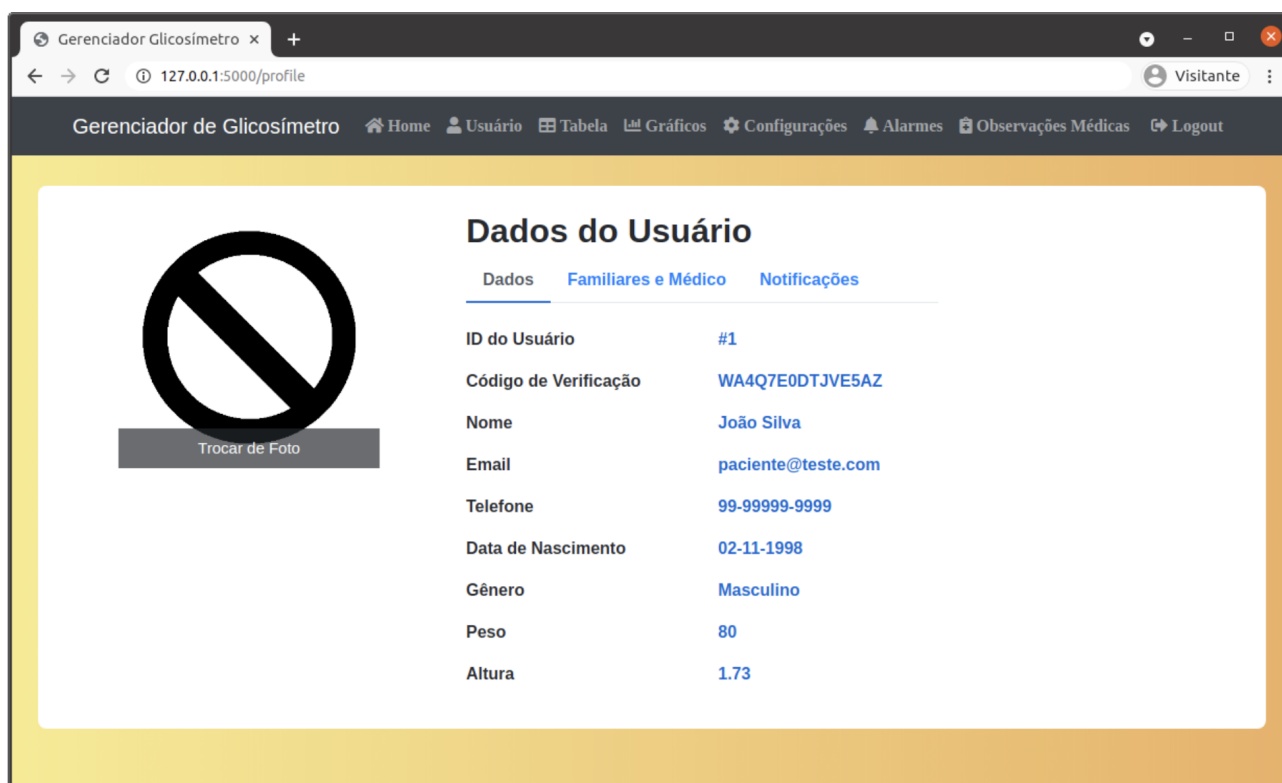 Gerenciador Glicosímetro
127.0.0.1:5000/profile
Visitante
Gerenciador de Glicosímetro Home Usuário Tabela Gráficos Configurações Alarmes Observações Médicas Logout
Trocar de Foto
Dados do Usuário
Dados Familiares e Médico Notificações
ID do Usuário #1
Código de Verificação WA4Q7E0DTJVE5AZ
Nome João Silva
Email paciente@teste.com
Telefone 99-99999-9999
Data de Nascimento 02-11-1998
Gênero Masculino
Peso 80
Altura 1.73